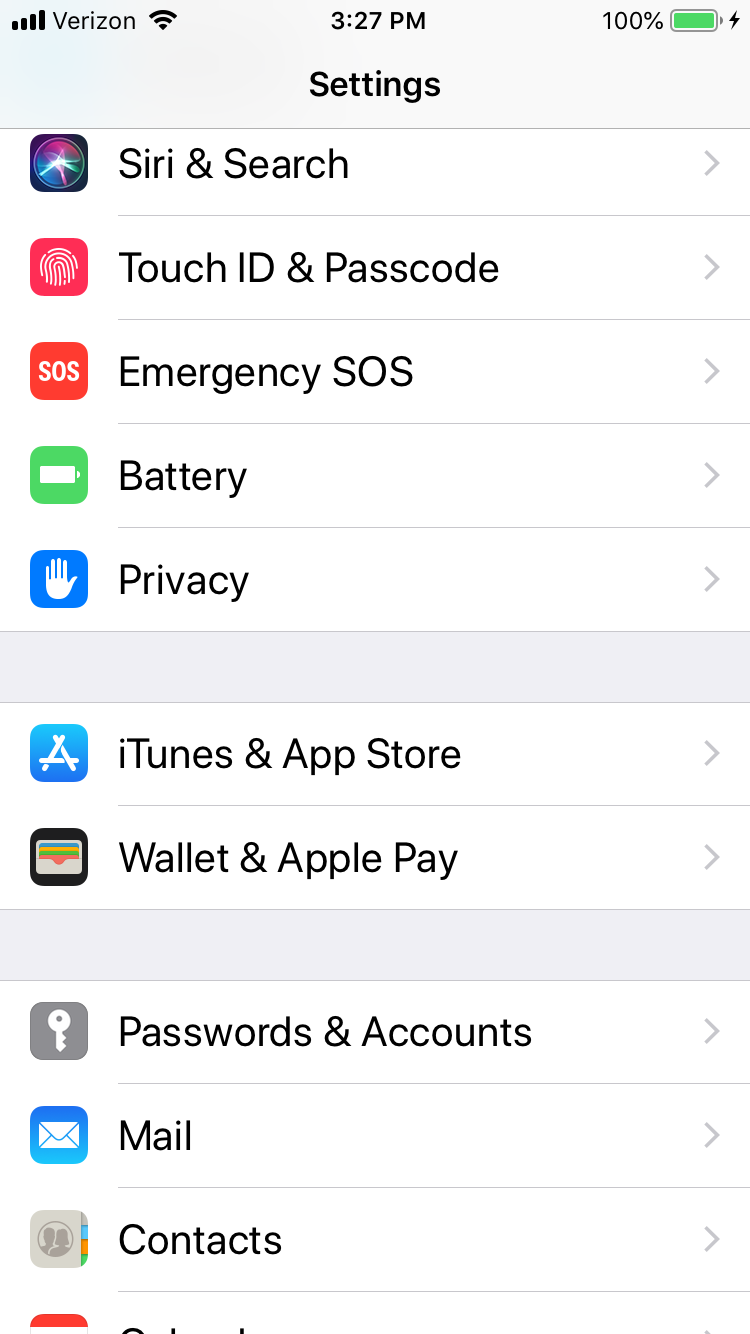 Verizon 3:27 PM 100%
Settings
Siri & Search
Touch ID & Passcode
SOS Emergency SOS
Battery
Privacy
iTunes & App Store
Wallet & Apple Pay
Passwords & Accounts
Mail
Contacts